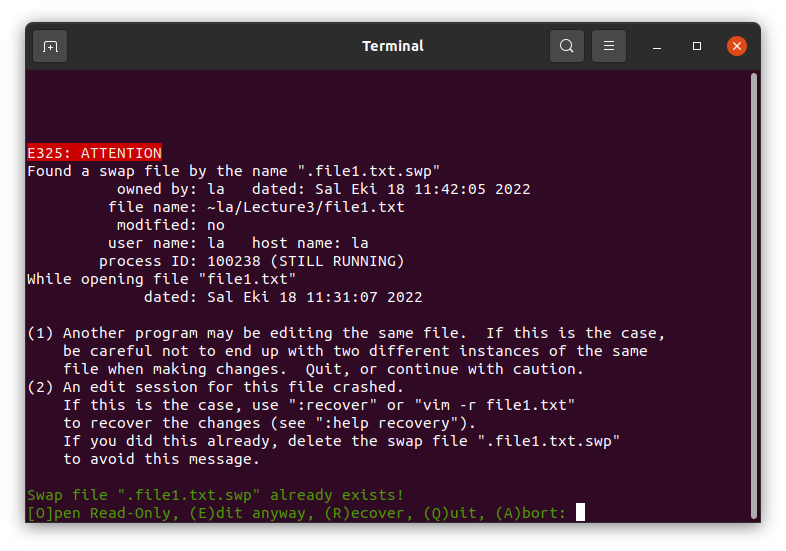 Terminal
E325: ATTENTION
Found a swap file by the name ".file1.txt.swp"
          owned by: la   dated: Sal Eki 18 11:42:05 2022
         file name: ~la/Lecture3/file1.txt
          modified: no
         user name: la   host name: la
        process ID: 100238 (STILL RUNNING)
While opening file "file1.txt"
             dated: Sal Eki 18 11:31:07 2022
(1) Another program may be editing the same file.  If this is the case,
    be careful not to end up with two different instances of the same
    file when making changes.  Quit, or continue with caution.
(2) An edit session for this file crashed.
    If this is the case, use ":recover" or "vim -r file1.txt"
    to recover the changes (see ":help recovery").
    If you did this already, delete the swap file ".file1.txt.swp"
    to avoid this message.
Swap file ".file1.txt.swp" already exists!
[O]pen Read-Only, (E)dit anyway, (R)ecover, (Q)uit, (A)bort: